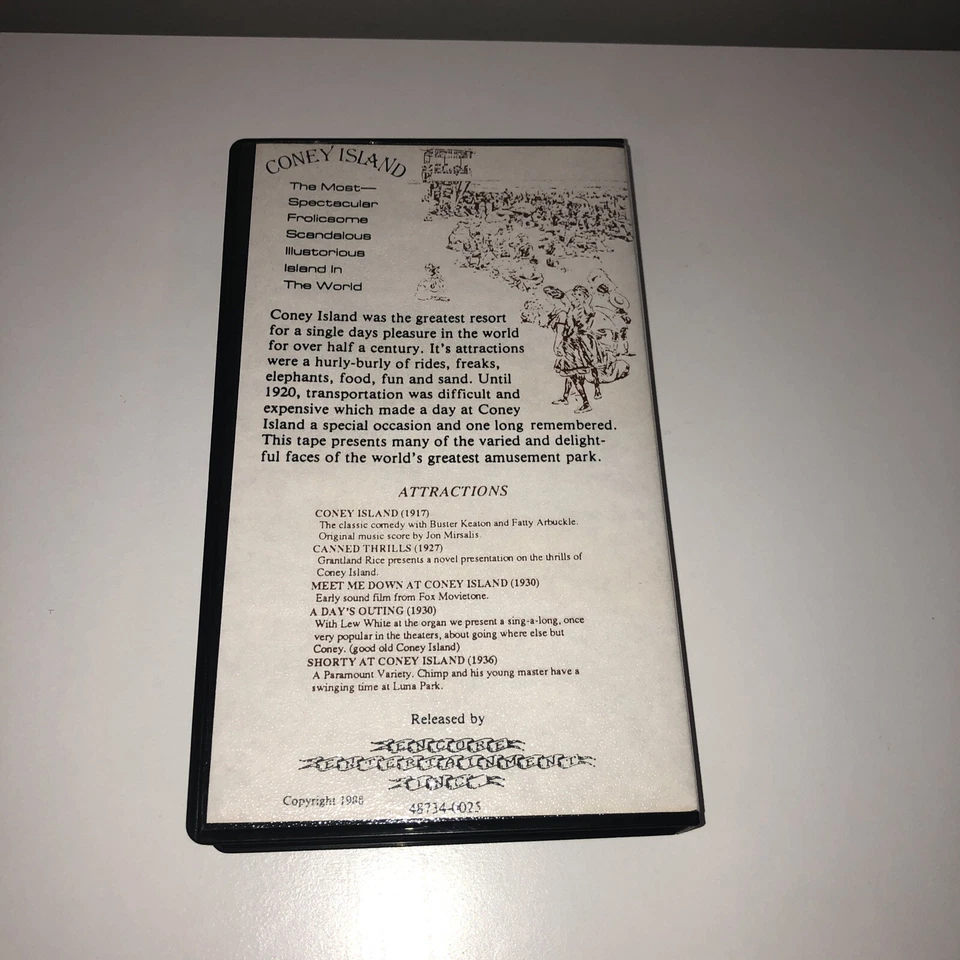 CONEY ISLAND
The Most—
Spectacular
Frolicsome
Scandalous
Illustorious
Island In
The World
Coney Island was the greatest resort
for a single days pleasure in the world
for over half a century. It's attractions
were a hurly-burly of rides, freaks,
elephants, food, fun and sand. Until
1920, transportation was difficult and
expensive which made a day at Coney
Island a special occasion and one long remembered.
This tape presents many of the varied and delight-
ful faces of the world's greatest amusement park.
ATTRACTIONS
CONEY ISLAND (1917)
The classic comedy with Buster Keaton and Fatty Arbuckle.
Original music score by Jon Mirsalis.
CANNED THRILLS (1927)
Grantland Rice presents a novel presentation on the thrills of
Coney Island.
MEET ME DOWN AT CONEY ISLAND (1930)
Early sound film from Fox Movietone.
A DAY'S OUTING (1930)
With Lew White at the organ we present a sing-a-long, once
very popular in the theaters, about going where else but
Coney. (good old Coney Island)
SHORTY AT CONEY ISLAND (1936)
A Paramount Variety. Chimp and his young master have a
swinging time at Luna Park.
Released by
ENCORE
ENTERTAINMENT
INC.
Copyright 1988 48734-0025